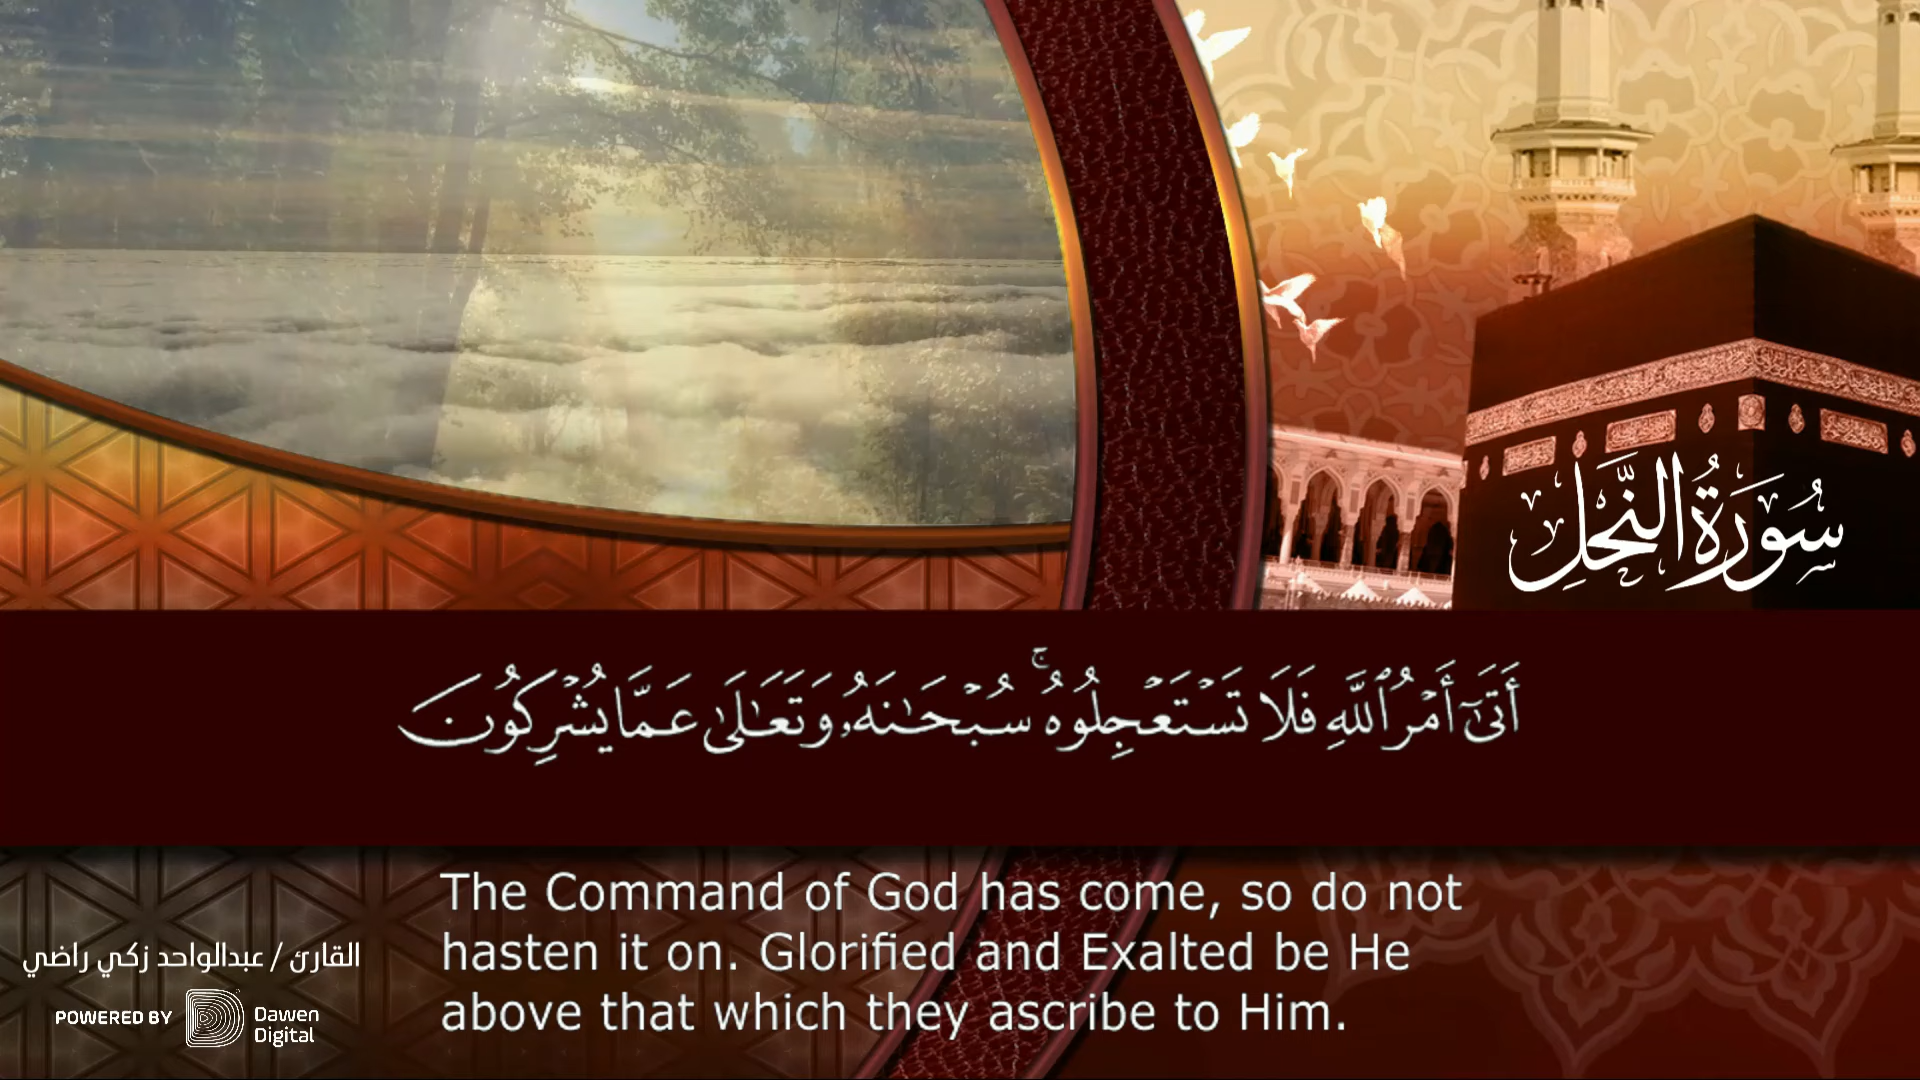 سُورَةُ النَّحْلِ
أَتَىٰٓ أَمْرُ ٱللَّهِ فَلَا تَسْتَعْجِلُوهُ ۚ سُبْحَـٰنَهُۥ وَتَعَـٰلَىٰ عَمَّا يُشْرِكُونَ
The Command of God has come, so do not
hasten it on. Glorified and Exalted be He
above that which they ascribe to Him.
القارئ / عبدالواحد زكي راضي
POWERED BY
Dawen
Digital